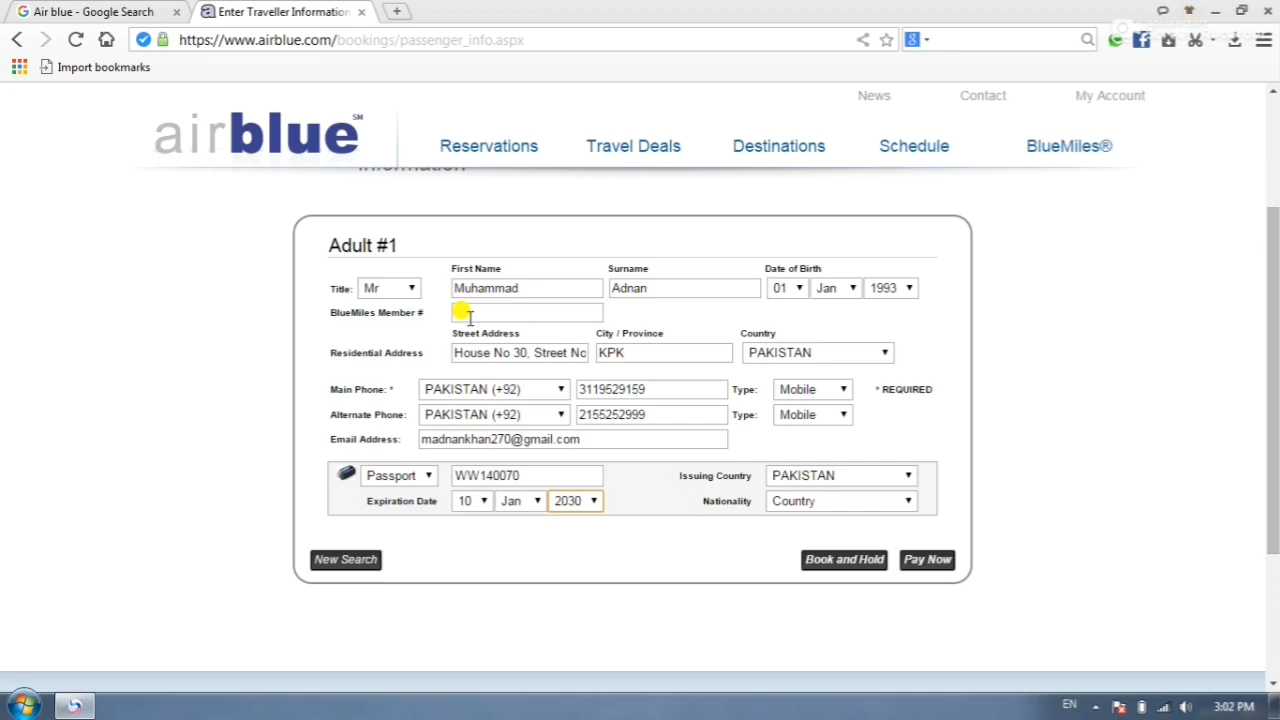 Air blue - Google Search
Enter Traveller Information
https://www.airblue.com/bookings/passenger_info.aspx
Import bookmarks
News Contact My Account
airblue SM
Reservations Travel Deals Destinations Schedule BlueMiles®
Information
Adult #1
First Name Surname Date of Birth
Title: Mr Muhammad Adnan 01 Jan 1993
BlueMiles Member #
Street Address City / Province Country
Residential Address House No 30, Street No KPK PAKISTAN
Main Phone: * PAKISTAN (+92) 3119529159 Type: Mobile * REQUIRED
Alternate Phone: PAKISTAN (+92) 2155252999 Type: Mobile
Email Address: madnankhan270@gmail.com
Passport WW140070 Issuing Country PAKISTAN
Expiration Date 10 Jan 2030 Nationality Country
New Search Book and Hold Pay Now
EN 3:02 PM